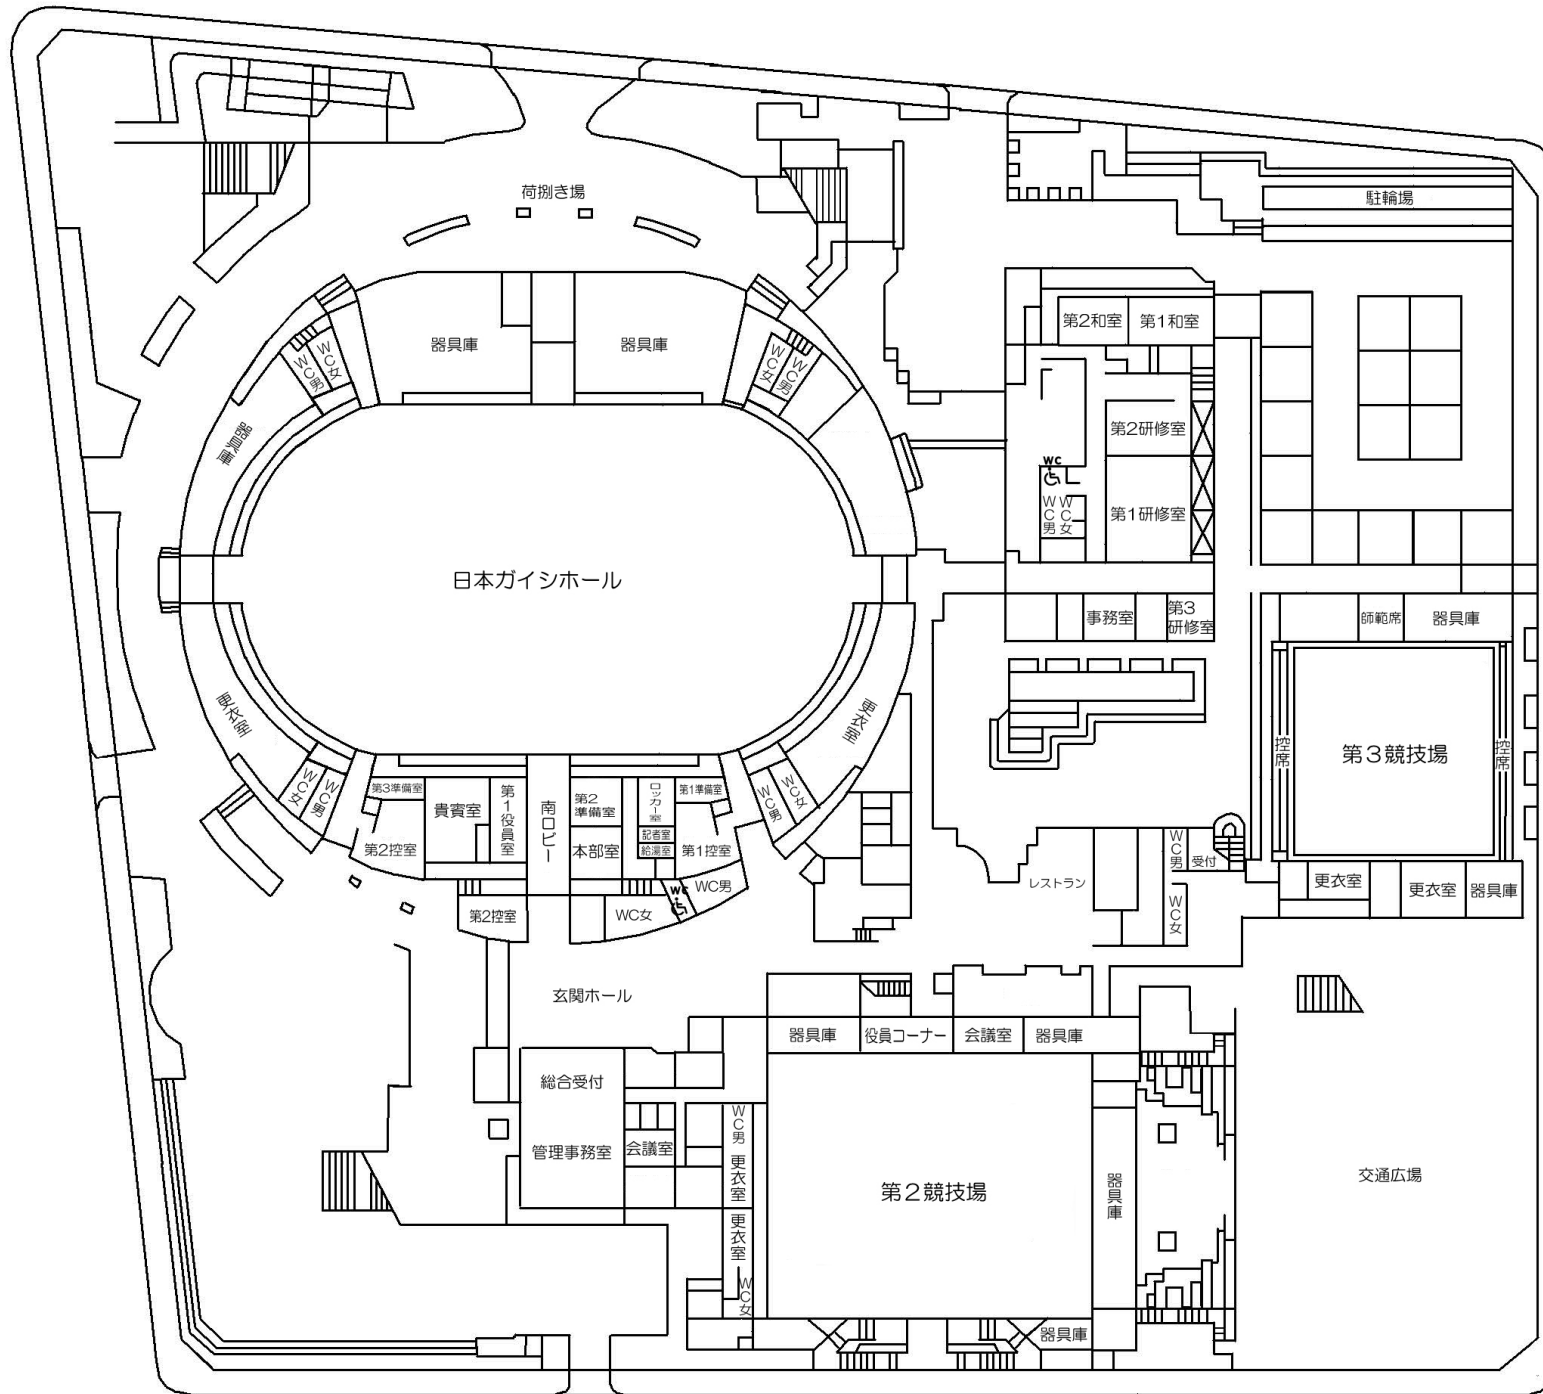 荷捌き場
駐輪場
第2和室
第1和室
器具庫
器具庫
WC男
WC女
WC女
WC男
器具庫
第2研修室
WC
WC男
WC女
第1研修室
日本ガイシホール
事務室
第3
研修室
師範席
器具庫
更衣室
更衣室
控席
第3競技場
控席
WC女
WC男
第3準備室
貴賓室
第1役員室
南ロビー
第2
準備室
ロッカー室
第1準備室
WC男
WC女
第2控室
本部室
記者室
給湯室
第1控室
WC男
受付
レストラン
更衣室
更衣室
器具庫
第2控室
WC女
WC
WC男
WC女
玄関ホール
器具庫
役員コーナー
会議室
器具庫
総合受付
管理事務室
会議室
WC男
更衣室
更衣室
WC女
第2競技場
器具庫
交通広場
器具庫